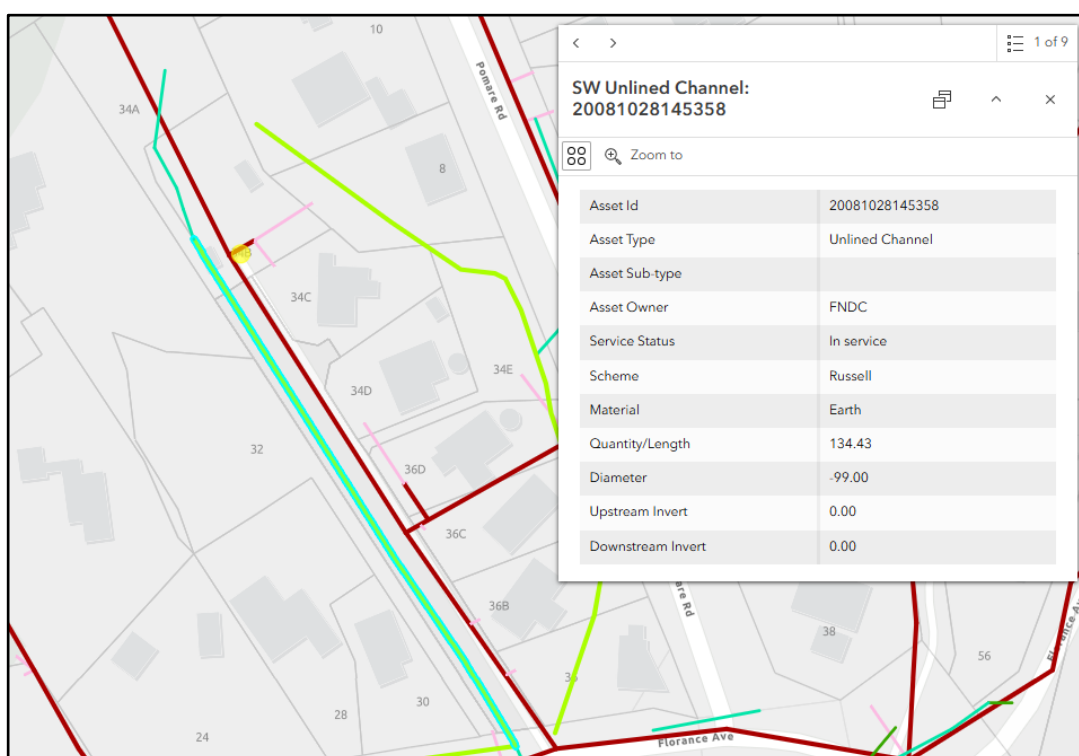 1 of 9
SW Unlined Channel:
20081028145358
Zoom to
Asset Id 20081028145358
Asset Type Unlined Channel
Asset Sub-type
Asset Owner FNDC
Service Status In service
Scheme Russell
Material Earth
Quantity/Length 134.43
Diameter -99.00
Upstream Invert 0.00
Downstream Invert 0.00
10
Pomare Rd
34A
8
34C
34E
34D
32
36D
36C
36B
38
56
30
28
24
Florance Ave